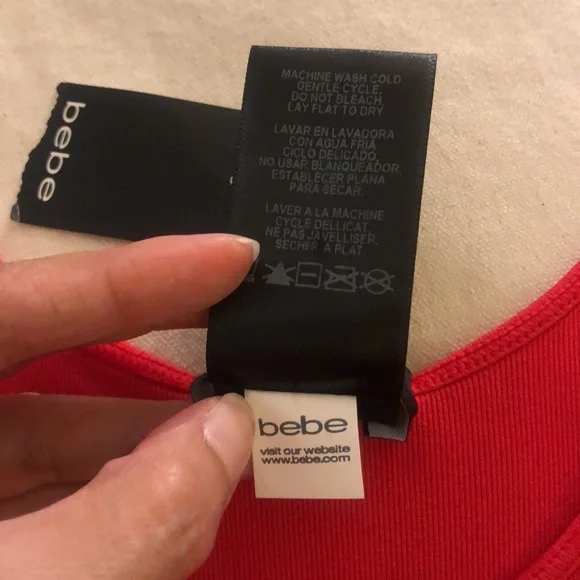 bebe
MACHINE WASH COLD
GENTLE CYCLE,
DO NOT BLEACH,
LAY FLAT TO DRY
LAVAR EN LAVADORA
CON AGUA FRIA
CICLO DELICADO,
NO USAR BLANQUEADOR,
ESTABLECER PLANA
PARA SECAR.
LAVER A LA MACHINE
CYCLE DELLICAT,
NE PAS JAVELLISER,
SECHER A PLAT
bebe
visit our website
www.bebe.com